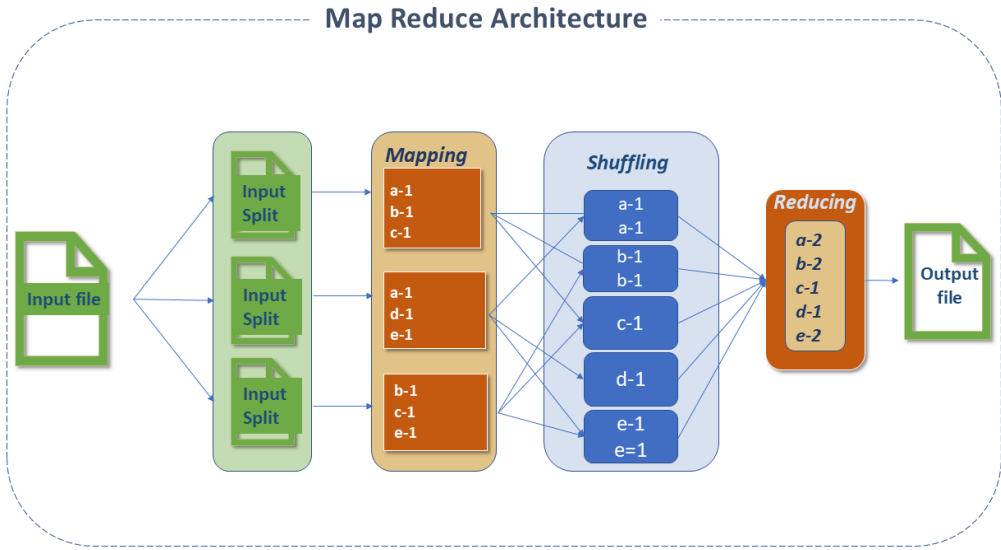 Map Reduce Architecture
Input file
Input
Split
Input
Split
Input
Split
Mapping
a-1
b-1
c-1
a-1
d-1
e-1
b-1
c-1
e-1
Shuffling
a-1
a-1
b-1
b-1
c-1
d-1
e-1
e=1
Reducing
a-2
b-2
c-1
d-1
e-2
Output
file